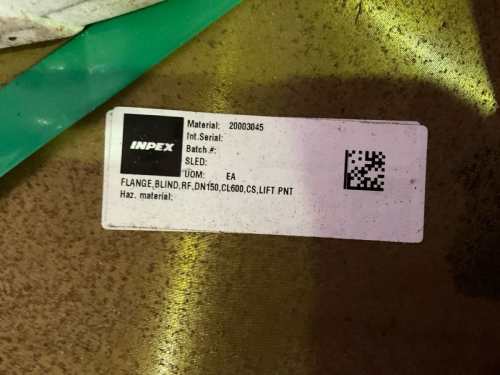 INPEX
Material: 20003045
Int.Serial:
Batch #:
SLED:
UOM: EA
FLANGE,BLIND,RF,DN150,CL600,CS,LIFT PNT
Haz. material: